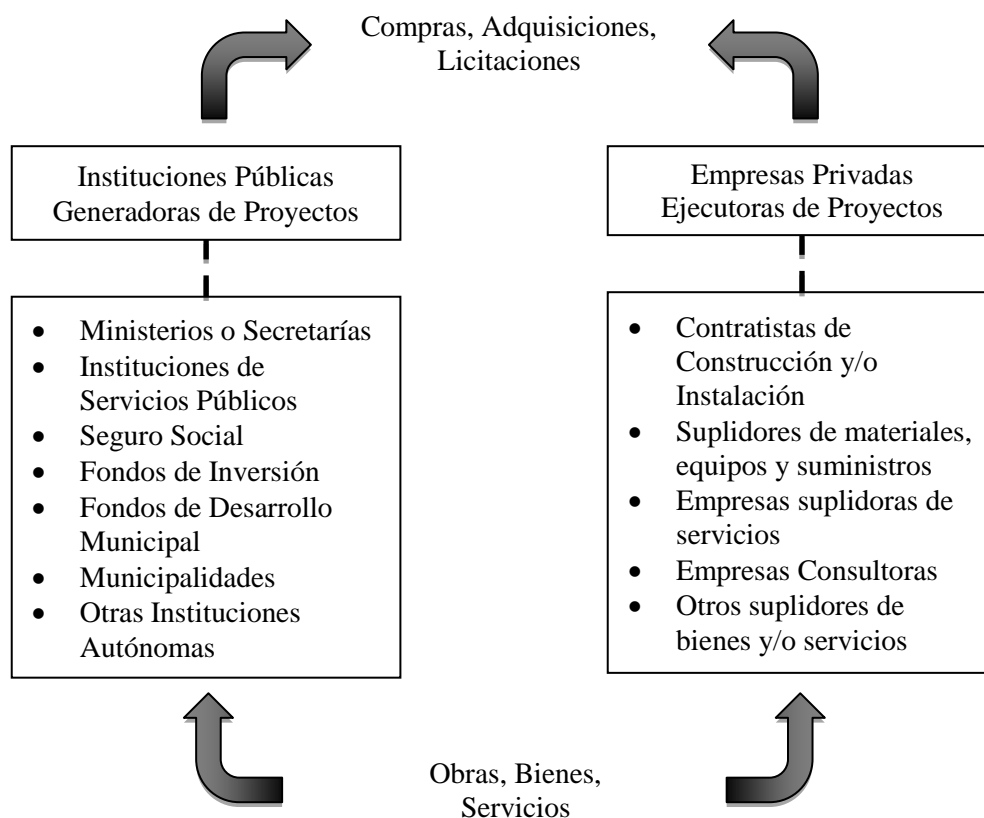 Compras, Adquisiciones,
Licitaciones
Instituciones Públicas
Generadoras de Proyectos
Empresas Privadas
Ejecutoras de Proyectos
• Ministerios o Secretarías
• Instituciones de
Servicios Públicos
• Seguro Social
• Fondos de Inversión
• Fondos de Desarrollo
Municipal
• Municipalidades
• Otras Instituciones
Autónomas
• Contratistas de
Construcción y/o
Instalación
• Suplidores de materiales,
equipos y suministros
• Empresas suplidoras de
servicios
• Empresas Consultoras
• Otros suplidores de
bienes y/o servicios
Obras, Bienes,
Servicios